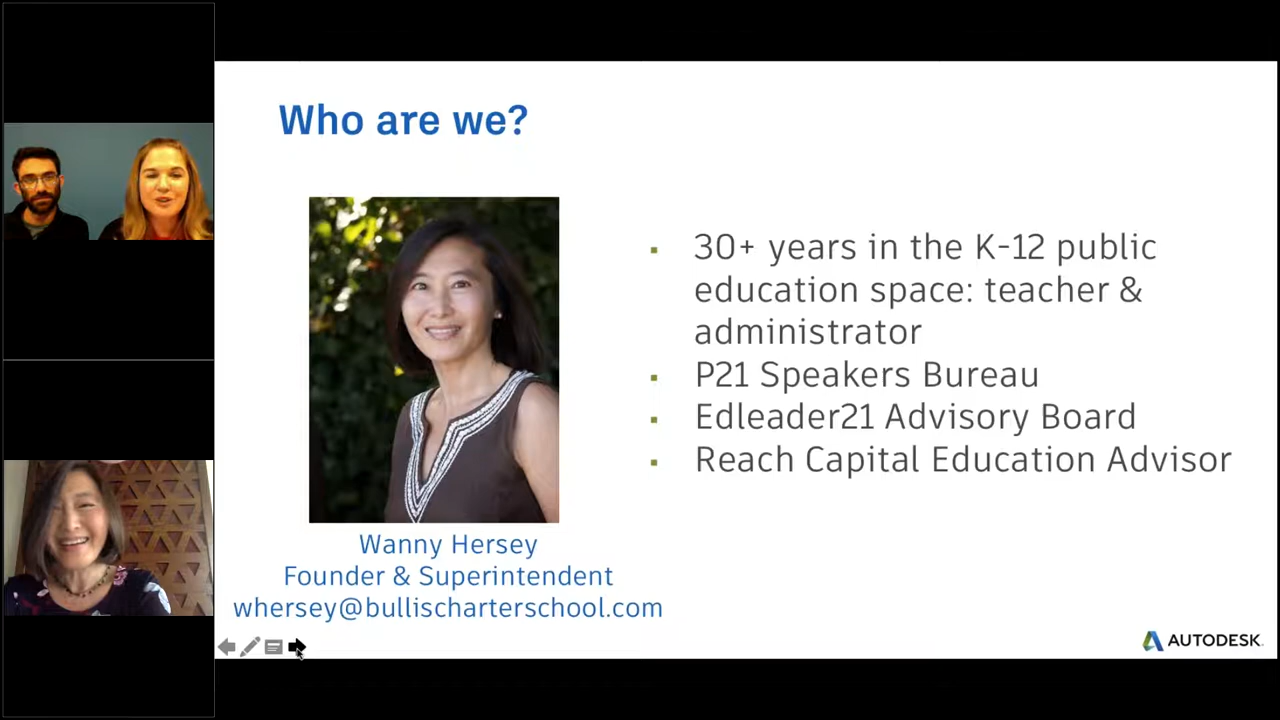 Who are we?
30+ years in the K-12 public
education space: teacher &
administrator
P21 Speakers Bureau
Edleader21 Advisory Board
Reach Capital Education Advisor
Wanny Hersey
Founder & Superintendent
whersey@bullischarterschool.com
AUTODESK.